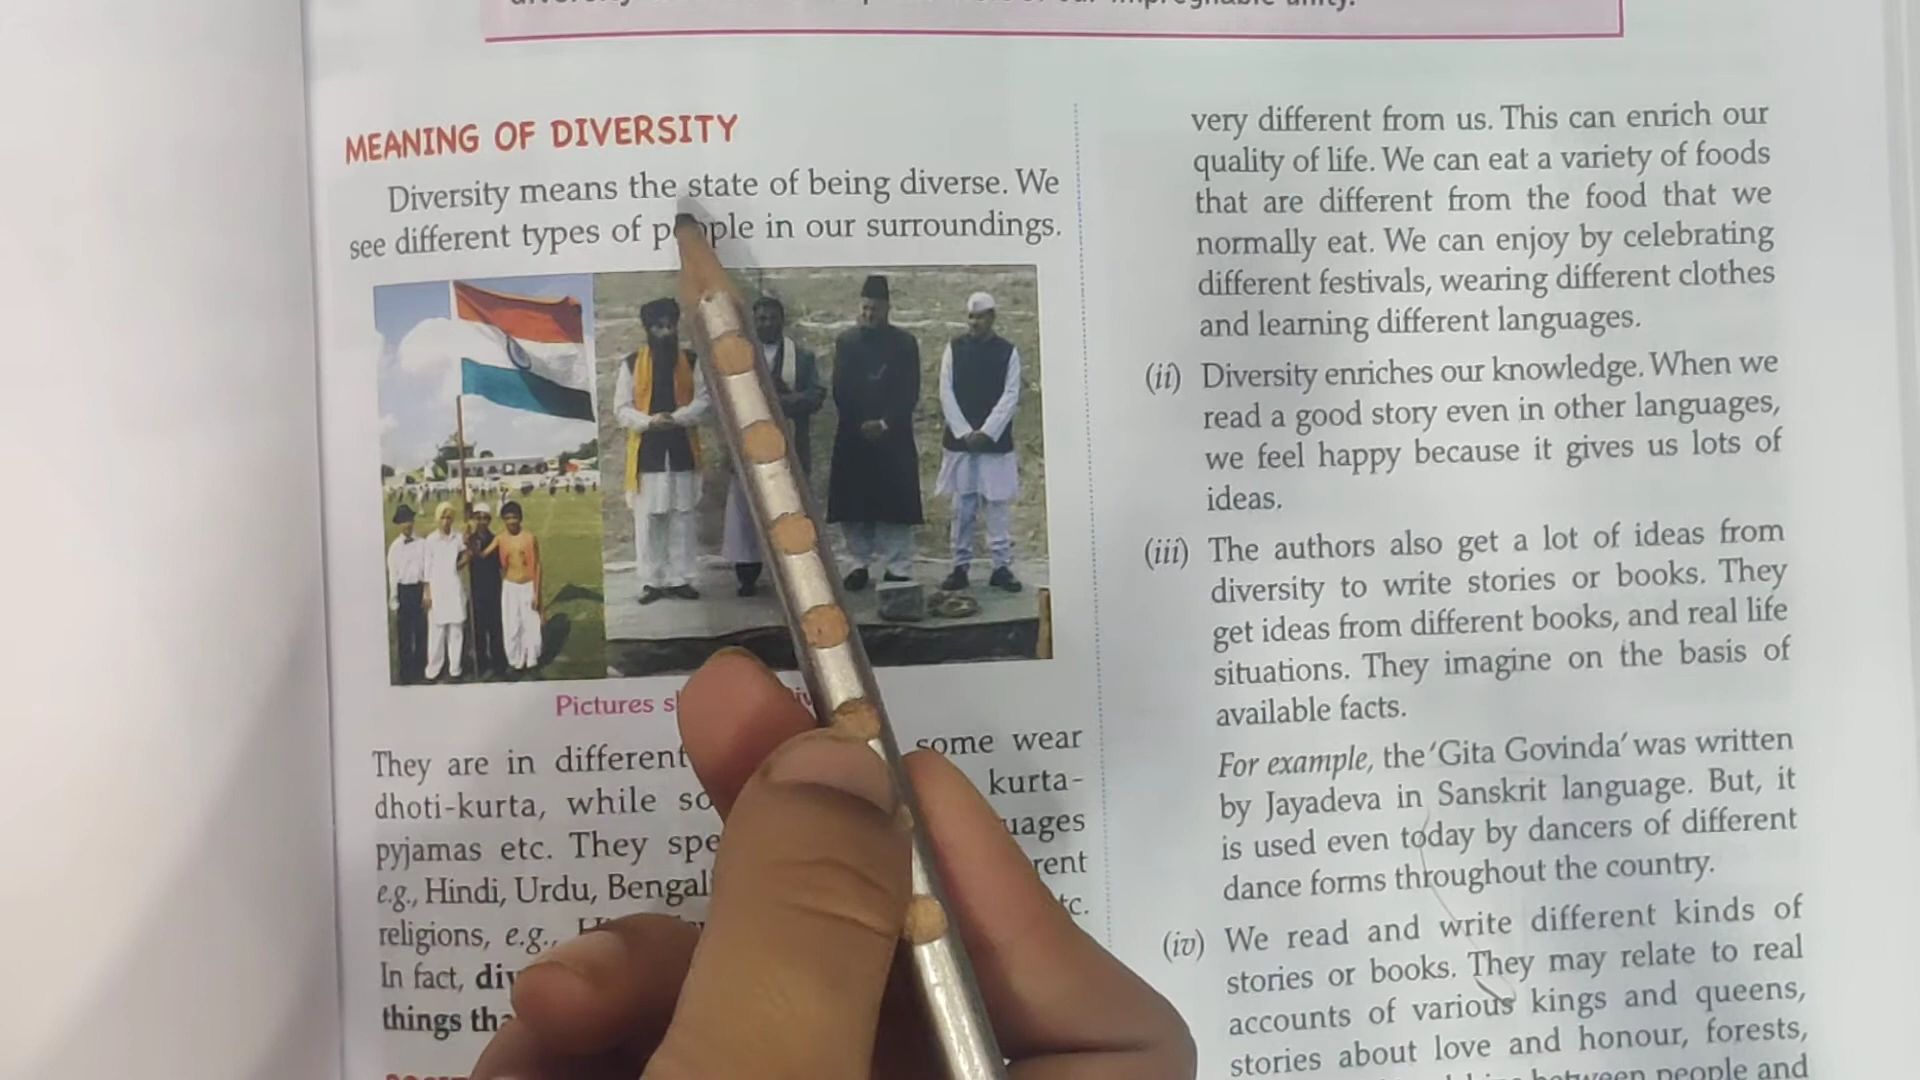 impregnable unity.
MEANING OF DIVERSITY
Diversity means the state of being diverse. We
see different types of people in our surroundings.
Pictures
They are in different some wear
dhoti-kurta, while kurta-
pyjamas etc. They
e.g., Hindi, Urdu, Bengali
religions, e.g.,
In fact,
things
very different from us. This can enrich our
quality of life. We can eat a variety of foods
that are different from the food that we
normally eat. We can enjoy by celebrating
different festivals, wearing different clothes
and learning different languages.
(ii) Diversity enriches our knowledge. When we
read a good story even in other languages,
we feel happy because it gives us lots of
ideas.
(iii) The authors also get a lot of ideas from
diversity to write stories or books. They
get ideas from different books, and real life
situations. They imagine on the basis of
available facts.
For example, the 'Gita Govinda' was written
by Jayadeva in Sanskrit language. But, it
is used even today by dancers of different
dance forms throughout the country.
(iv) We read and write different kinds of
stories or books. They may relate to real
accounts of various kings and queens,
stories about love and honour, forests,
between people and